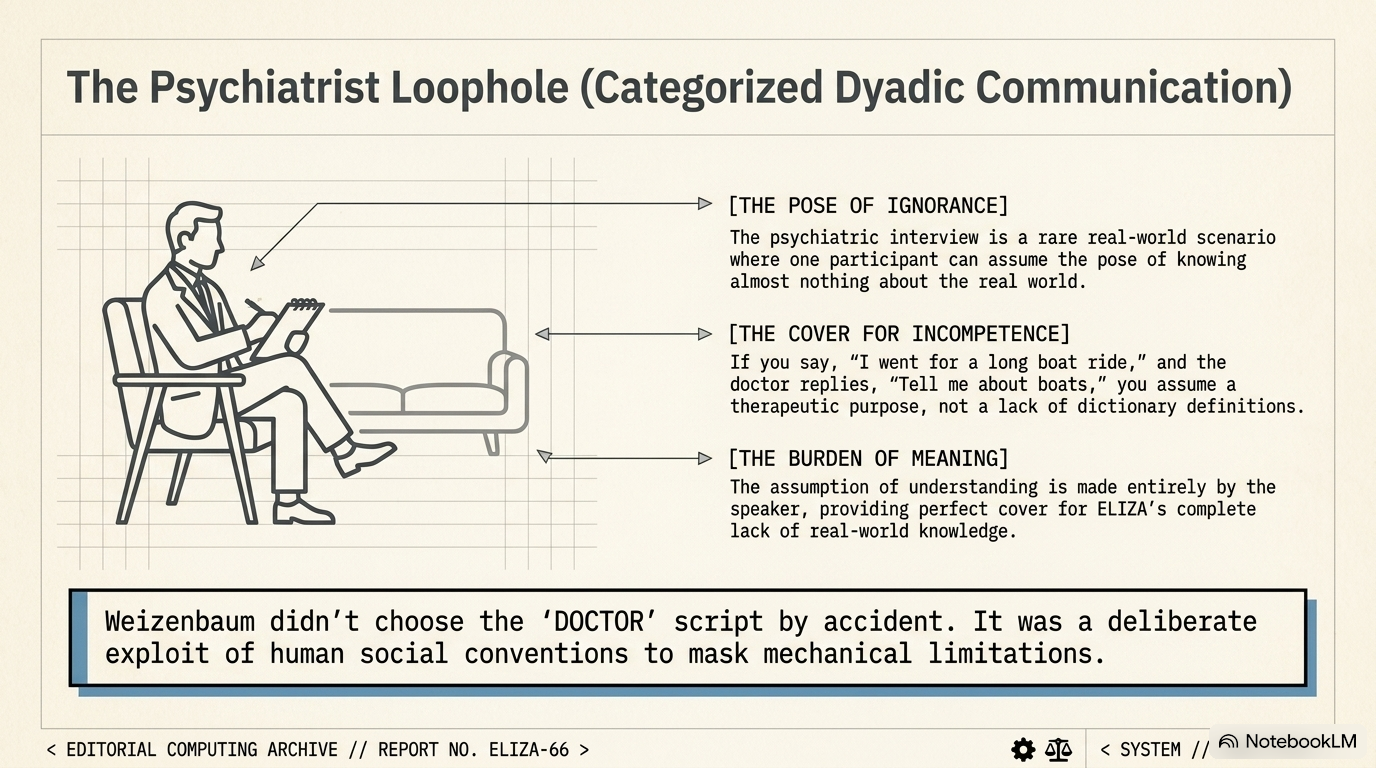 The Psychiatrist Loophole (Categorized Dyadic Communication)
[THE POSE OF IGNORANCE]
The psychiatric interview is a rare real-world scenario
where one participant can assume the pose of knowing
almost nothing about the real world.
[THE COVER FOR INCOMPETENCE]
If you say, “I went for a long boat ride,” and the
doctor replies, “Tell me about boats,” you assume a
therapeutic purpose, not a lack of dictionary definitions.
[THE BURDEN OF MEANING]
The assumption of understanding is made entirely by the
speaker, providing perfect cover for ELIZA’s complete
lack of real-world knowledge.
Weizenbaum didn’t choose the ‘DOCTOR’ script by accident. It was a deliberate
exploit of human social conventions to mask mechanical limitations.
< EDITORIAL COMPUTING ARCHIVE // REPORT NO. ELIZA-66 >
< SYSTEM //
NotebookLM